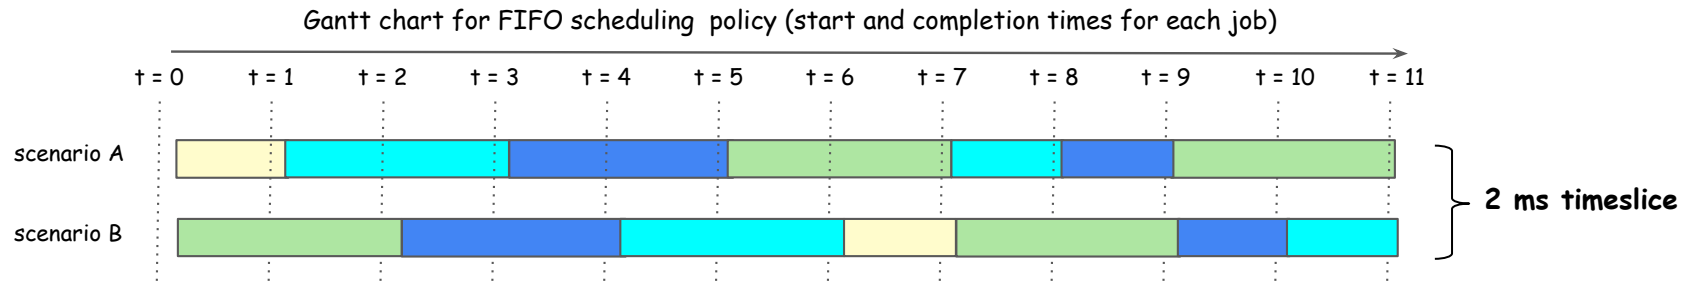 Gantt chart for FIFO scheduling policy (start and completion times for each job)
t = 0 t = 1 t = 2 t = 3 t = 4 t = 5 t = 6 t = 7 t = 8 t = 9 t = 10 t = 11
scenario A
2 ms timeslice
scenario B